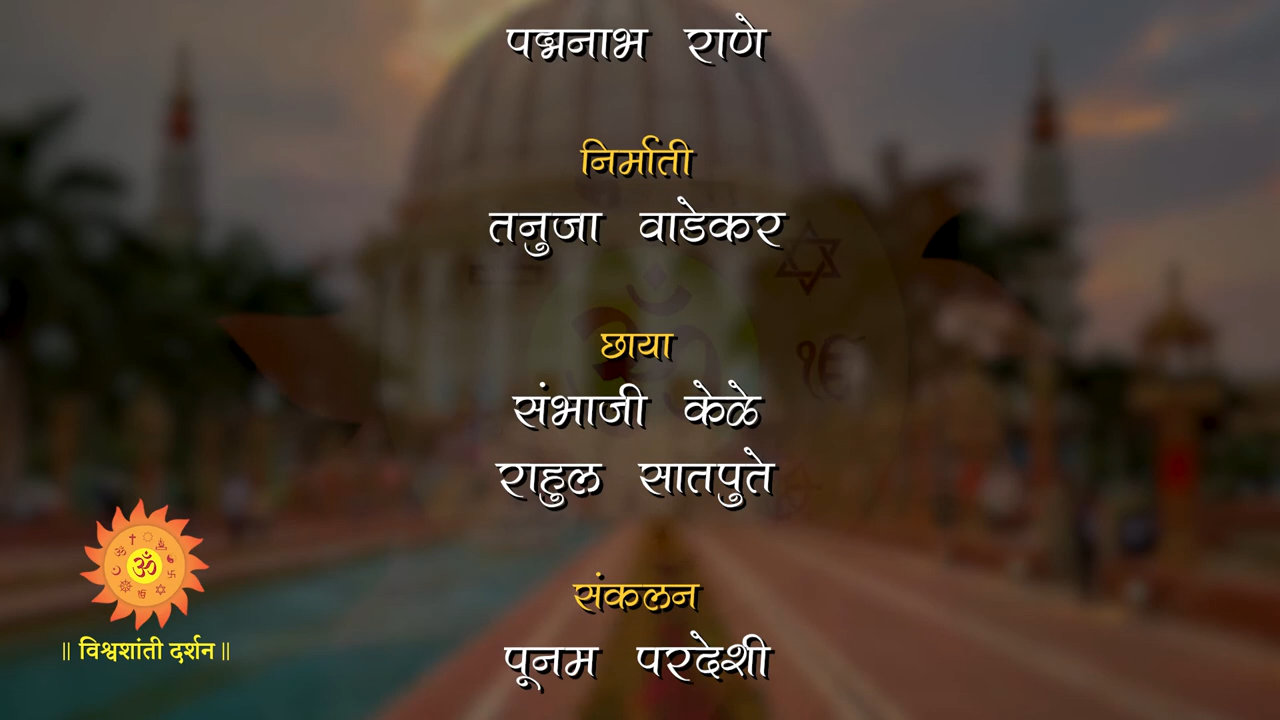 पद्मनाभ राणे
निर्माती
तनुजा वाडेकर
छाया
संभाजी केळे
राहुल सातपुते
संकलन
पूनम परदेशी
|| विश्वशांती दर्शन ||